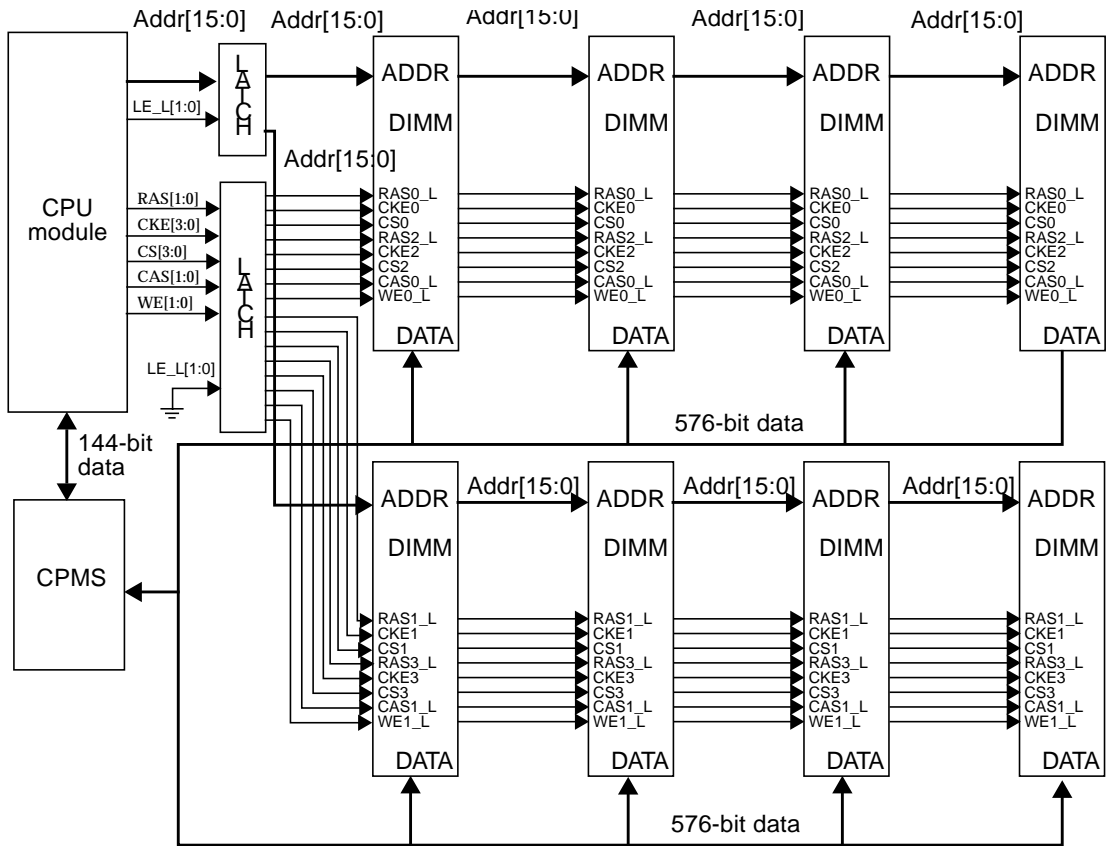 Addr[15:0]
Addr[15:0]
Addr[15:0]
Addr[15:0]
Addr[15:0]
LATCH
ADDR
ADDR
ADDR
ADDR
LE_L[1:0]
DIMM
DIMM
DIMM
DIMM
Addr[15:0]
CPU
module
RAS[1:0]
CKE[3:0]
CS[3:0]
CAS[1:0]
WE[1:0]
LATCH
LE_L[1:0]
RAS0_L
CKE0
CS0
RAS2_L
CKE2
CS2
CAS0_L
WE0_L
DATA
RAS0_L
CKE0
CS0
RAS2_L
CKE2
CS2
CAS0_L
WE0_L
DATA
RAS0_L
CKE0
CS0
RAS2_L
CKE2
CS2
CAS0_L
WE0_L
DATA
RAS0_L
CKE0
CS0
RAS2_L
CKE2
CS2
CAS0_L
WE0_L
DATA
144-bit
data
576-bit data
CPMS
ADDR
Addr[15:0]
ADDR
Addr[15:0]
ADDR
Addr[15:0]
ADDR
DIMM
DIMM
DIMM
DIMM
RAS1_L
CKE1
CS1
RAS3_L
CKE3
CS3
CAS1_L
WE1_L
DATA
RAS1_L
CKE1
CS1
RAS3_L
CKE3
CS3
CAS1_L
WE1_L
DATA
RAS1_L
CKE1
CS1
RAS3_L
CKE3
CS3
CAS1_L
WE1_L
DATA
RAS1_L
CKE1
CS1
RAS3_L
CKE3
CS3
CAS1_L
WE1_L
DATA
576-bit data